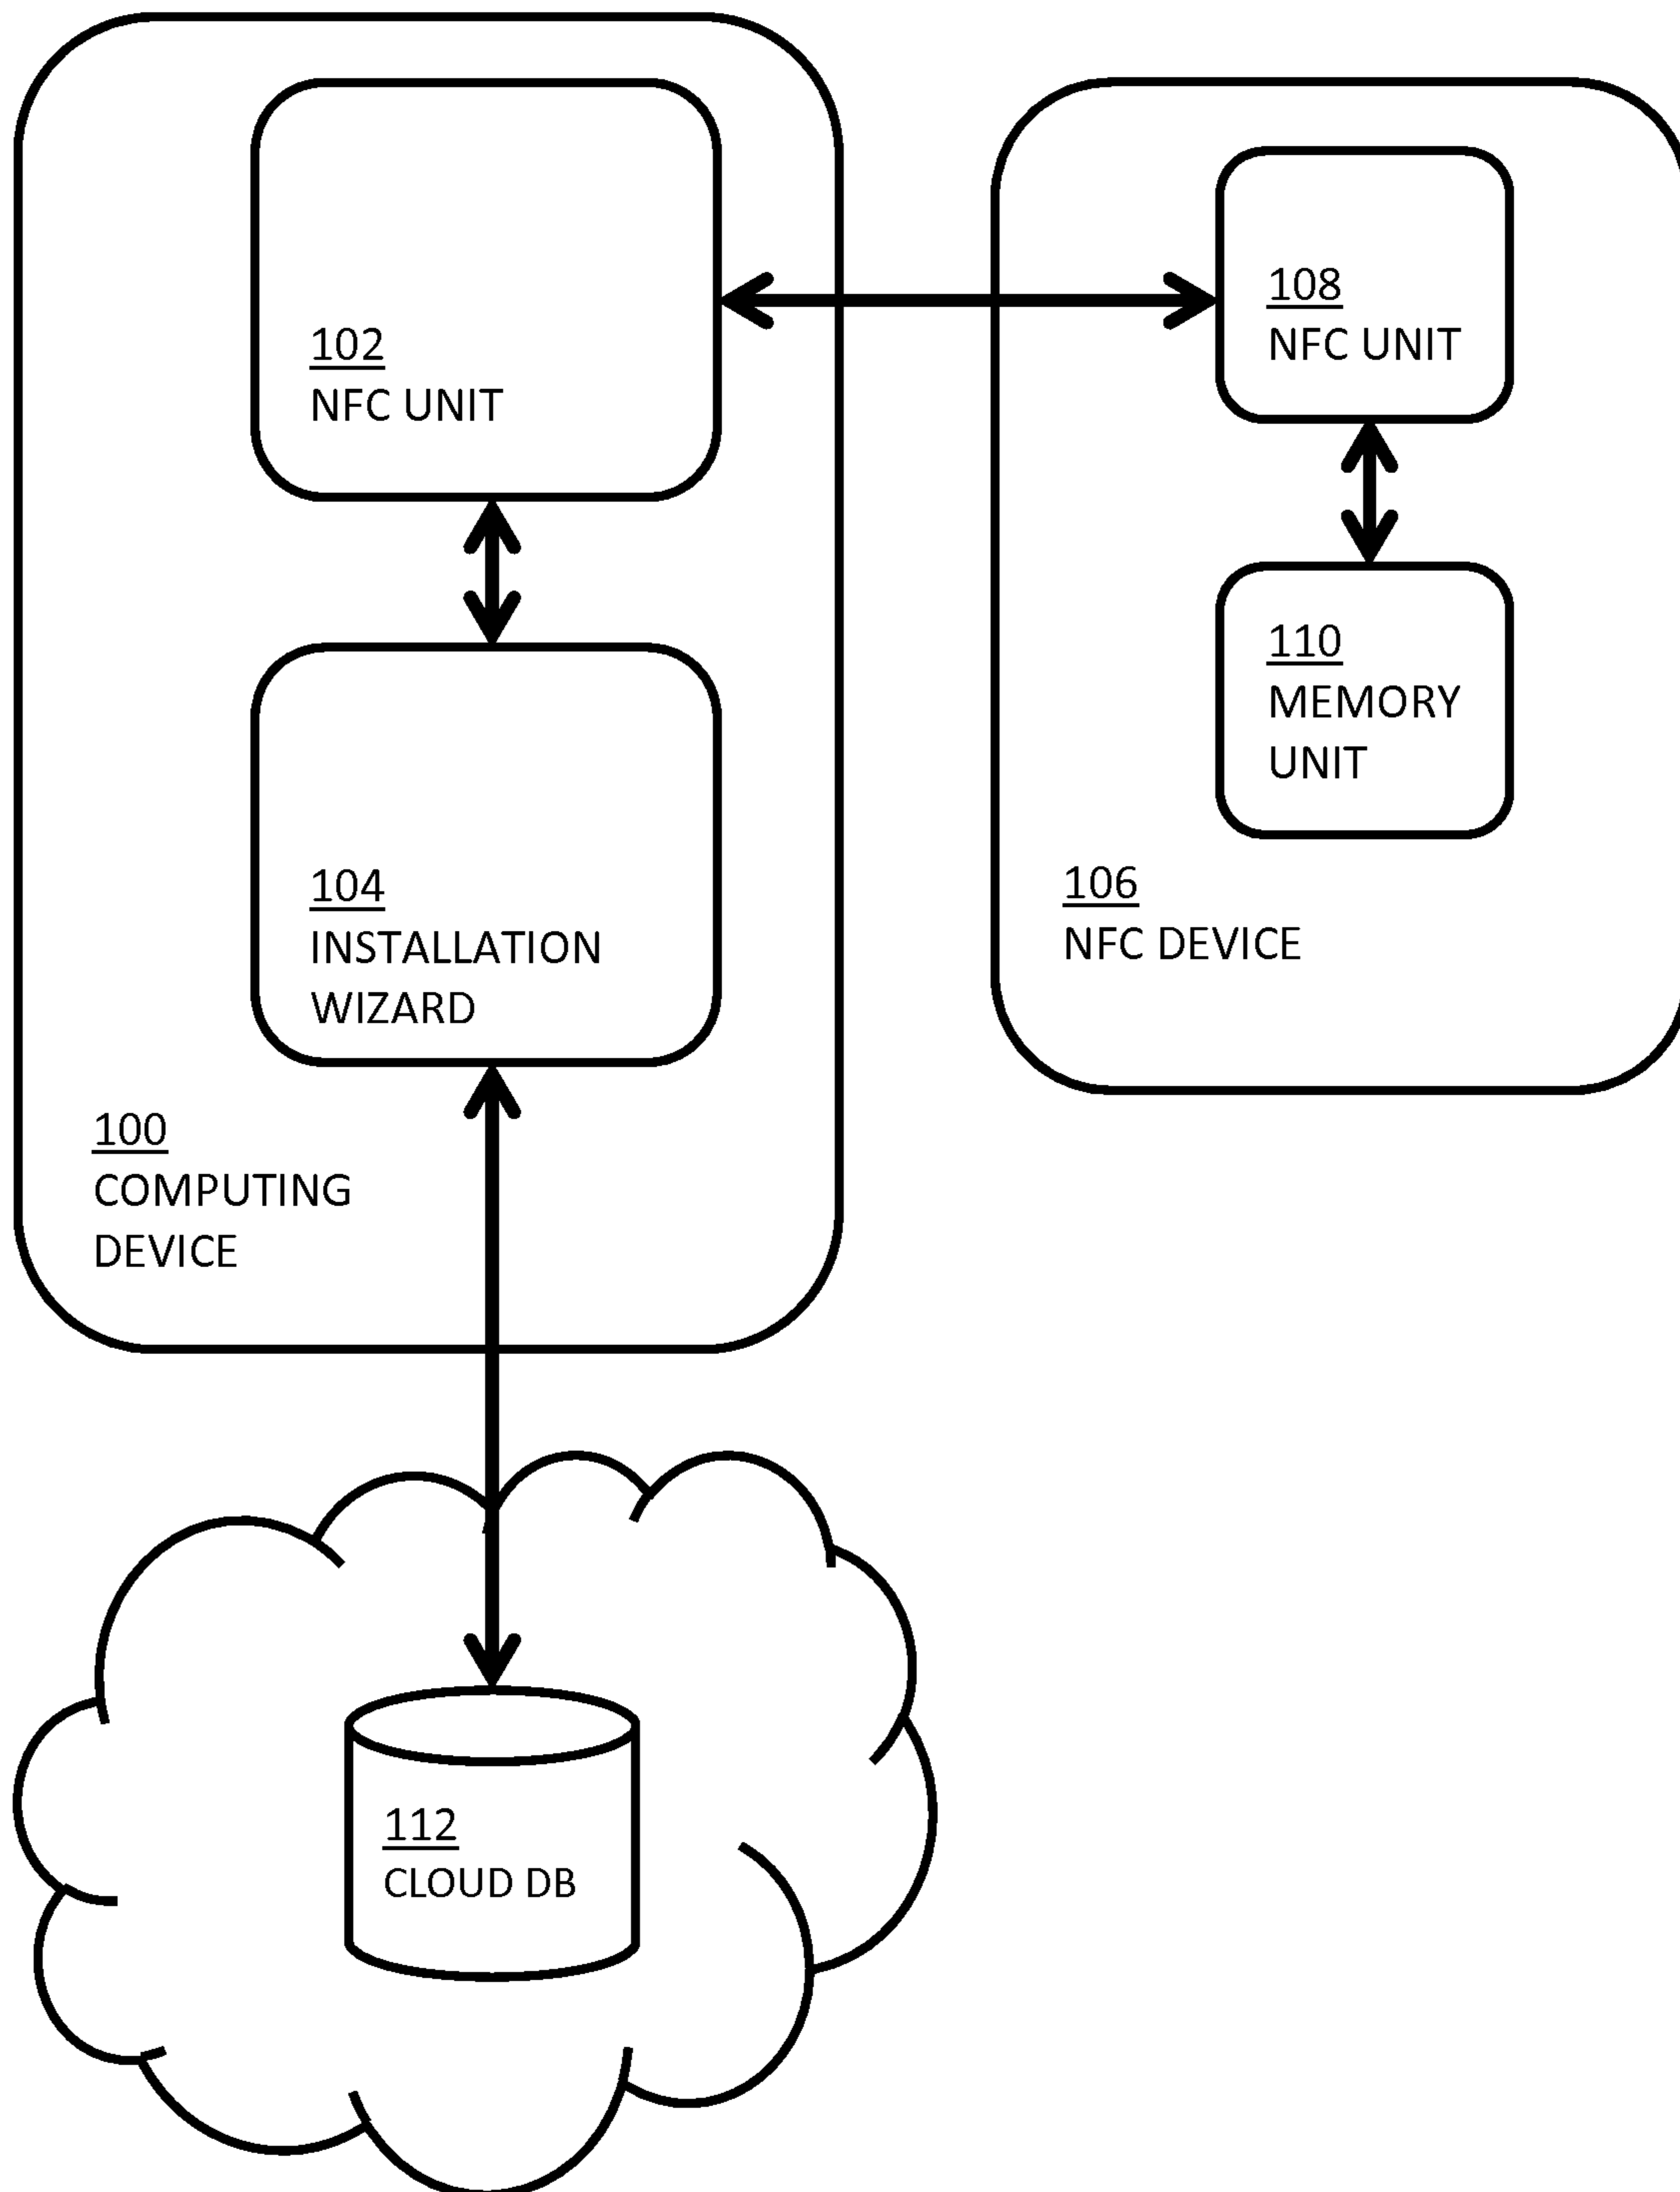 102
NFC UNIT
104
INSTALLATION
WIZARD
100
COMPUTING
DEVICE
108
NFC UNIT
110
MEMORY
UNIT
106
NFC DEVICE
112
CLOUD DB